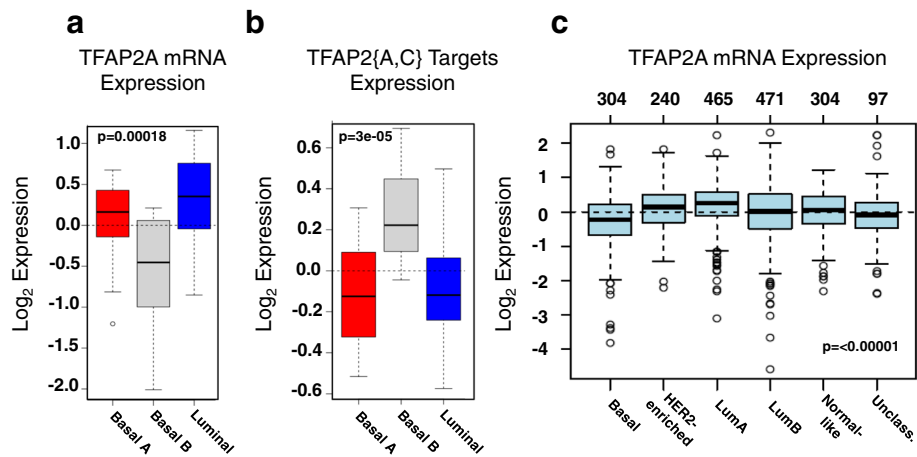 a
TFAP2A mRNA
Expression
Log2 Expression
1.0
0.5
0.0
-0.5
-1.0
-1.5
-2.0
p=0.00018
Basal A
Basal B
Luminal
b
TFAP2{A,C} Targets
Expression
Log2 Expression
0.6
0.4
0.2
0.0
-0.2
-0.4
-0.6
p=3e-05
Basal A
Basal B
Luminal
c
TFAP2A mRNA Expression
304 240 465 471 304 97
Log2 Expression
2
1
0
-1
-2
-3
-4
p=<0.00001
Basal
HER2-
enriched
LumA
LumB
Normal-
like
Unclass.